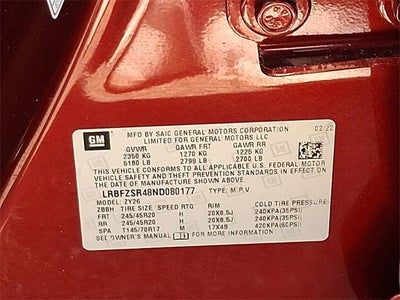 GM
MFD BY SAIC GENERAL MOTORS CORPORATION 02/22
LIMITED FOR GENERAL MOTORS LLC
GVWR GAWR FRT GAWR RR
2350 KG 1270 KG 1225 KG
5180 LB 2799 LB 2700 LB
THIS VEHICLE CONFORMS TO ALL APPLICABLE U.S. FEDERAL MOTOR
VEHICLE SAFETY AND THEFT PREVENTION STANDARDS IN EFFECT ON THE
DATE OF MANUFACTURE SHOWN ABOVE.
LRBFZSR48ND080177 TYPE: M.P.V
MODEL: ZY26
ZBBH TIRE SIZE SPEED RTG RIM COLD TIRE PRESSURE
FRT 245/45R20 H 20X8.5J 240KPA(35PSI)
RR 245/45R20 H 20X8.5J 240KPA(35PSI)
SPA T145/70R17 M 17X4B 420KPA(60PSI)
SEE OWNER'S MANUAL FOR MORE INFORMATION